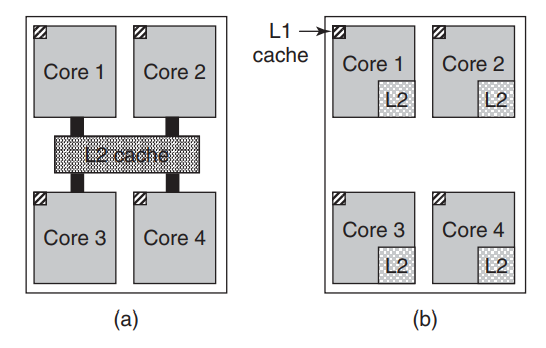 L1
cache
Core 1
Core 2
L2 cache
Core 3
Core 4
(a)
Core 1
L2
Core 2
L2
Core 3
L2
Core 4
L2
(b)